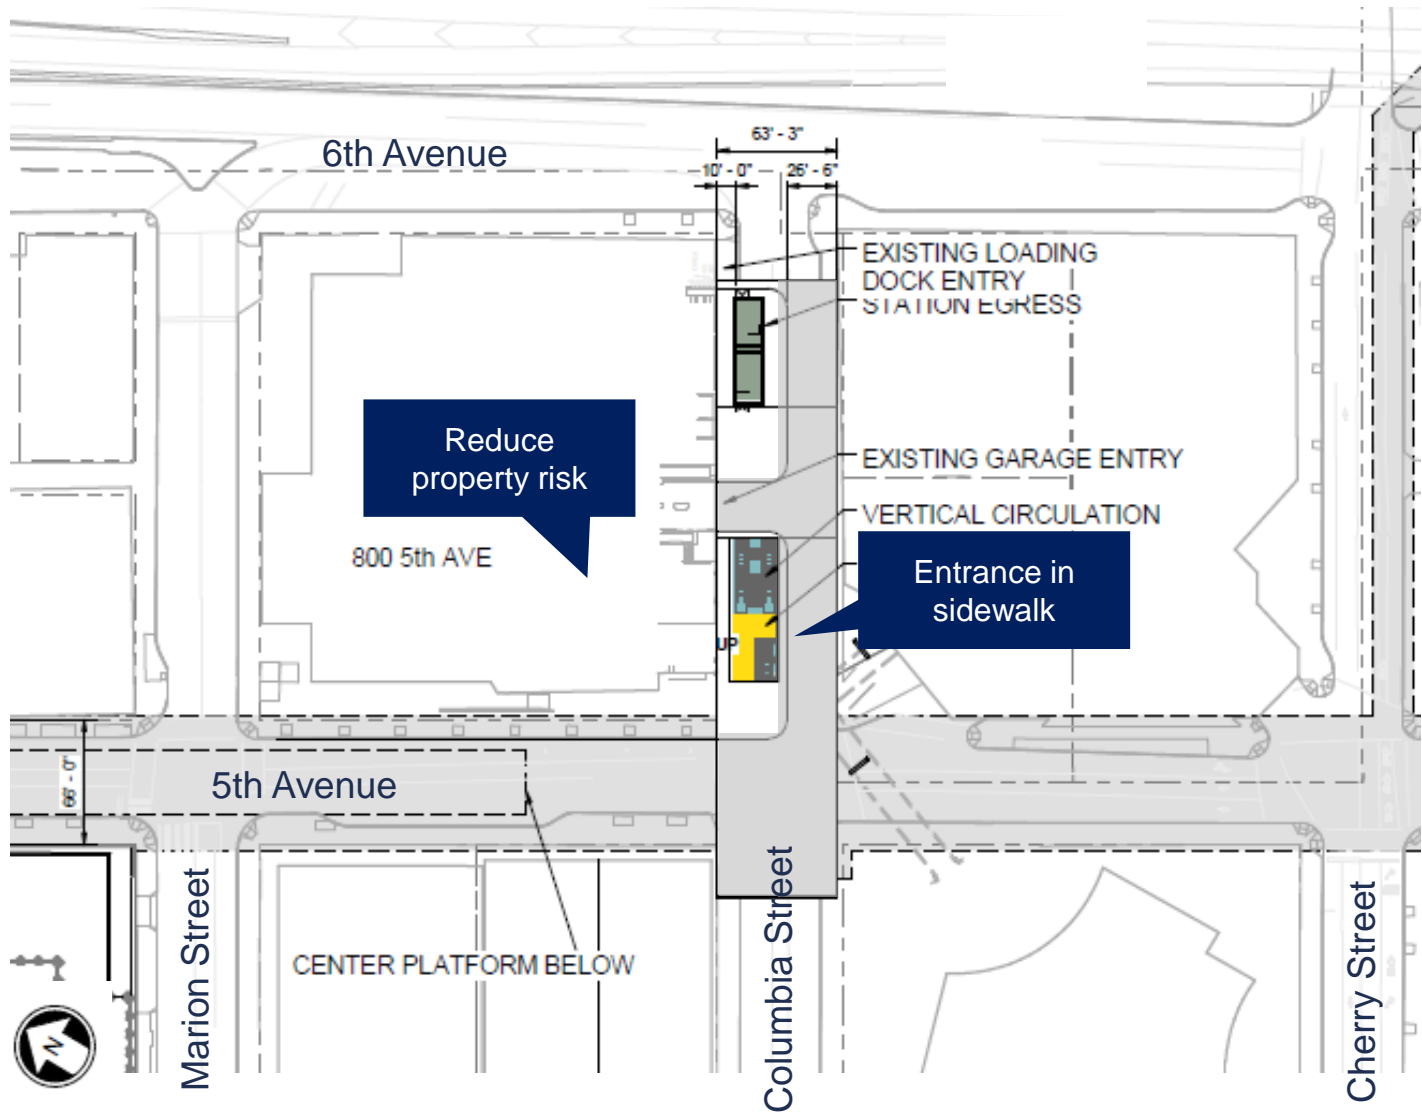 63' - 3"
6th Avenue
10' - 0"
26' - 6"
EXISTING LOADING
DOCK ENTRY
STATION EGRESS
Reduce
property risk
EXISTING GARAGE ENTRY
VERTICAL CIRCULATION
800 5th AVE
Entrance in
sidewalk
UP
66' - 0"
5th Avenue
Marion Street
CENTER PLATFORM BELOW
Columbia Street
Cherry Street
N